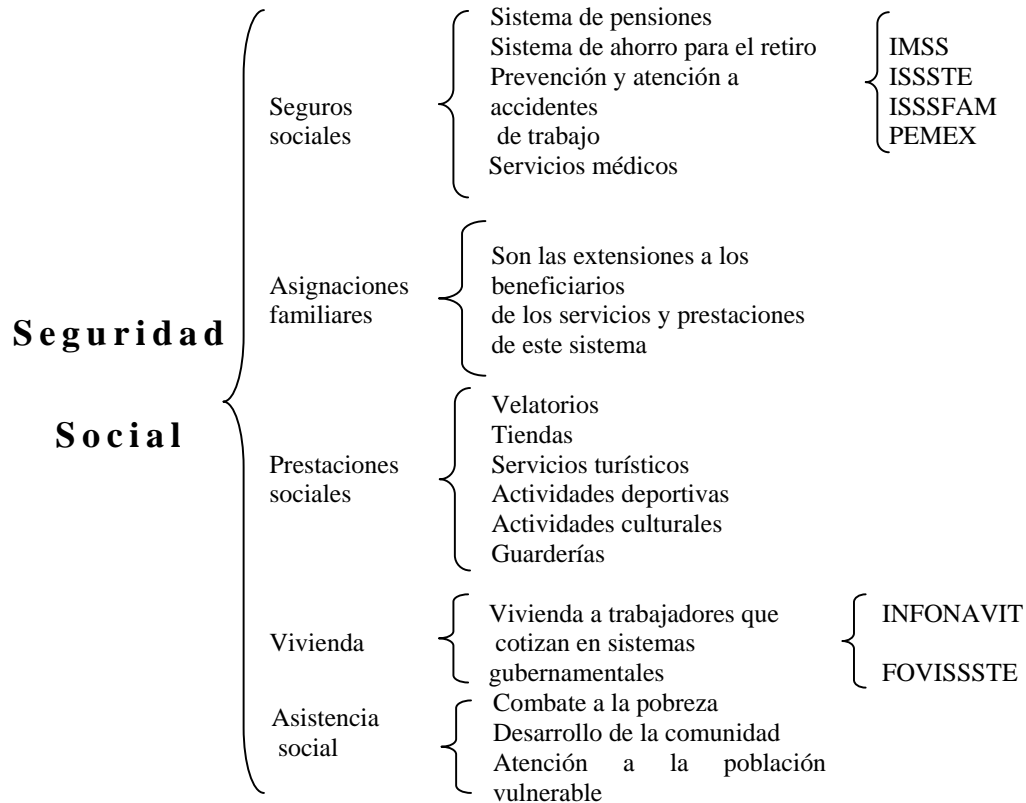 Seguridad
Social
Seguros
sociales
Sistema de pensiones
Sistema de ahorro para el retiro
Prevención y atención a
accidentes
de trabajo
Servicios médicos
IMSS
ISSSTE
ISSSFAM
PEMEX
Asignaciones
familiares
Son las extensiones a los
beneficiarios
de los servicios y prestaciones
de este sistema
Prestaciones
sociales
Velatorios
Tiendas
Servicios turísticos
Actividades deportivas
Actividades culturales
Guarderías
Vivienda
Vivienda a trabajadores que
cotizan en sistemas
gubernamentales
INFONAVIT
FOVISSSTE
Asistencia
social
Combate a la pobreza
Desarrollo de la comunidad
Atención a la población
vulnerable